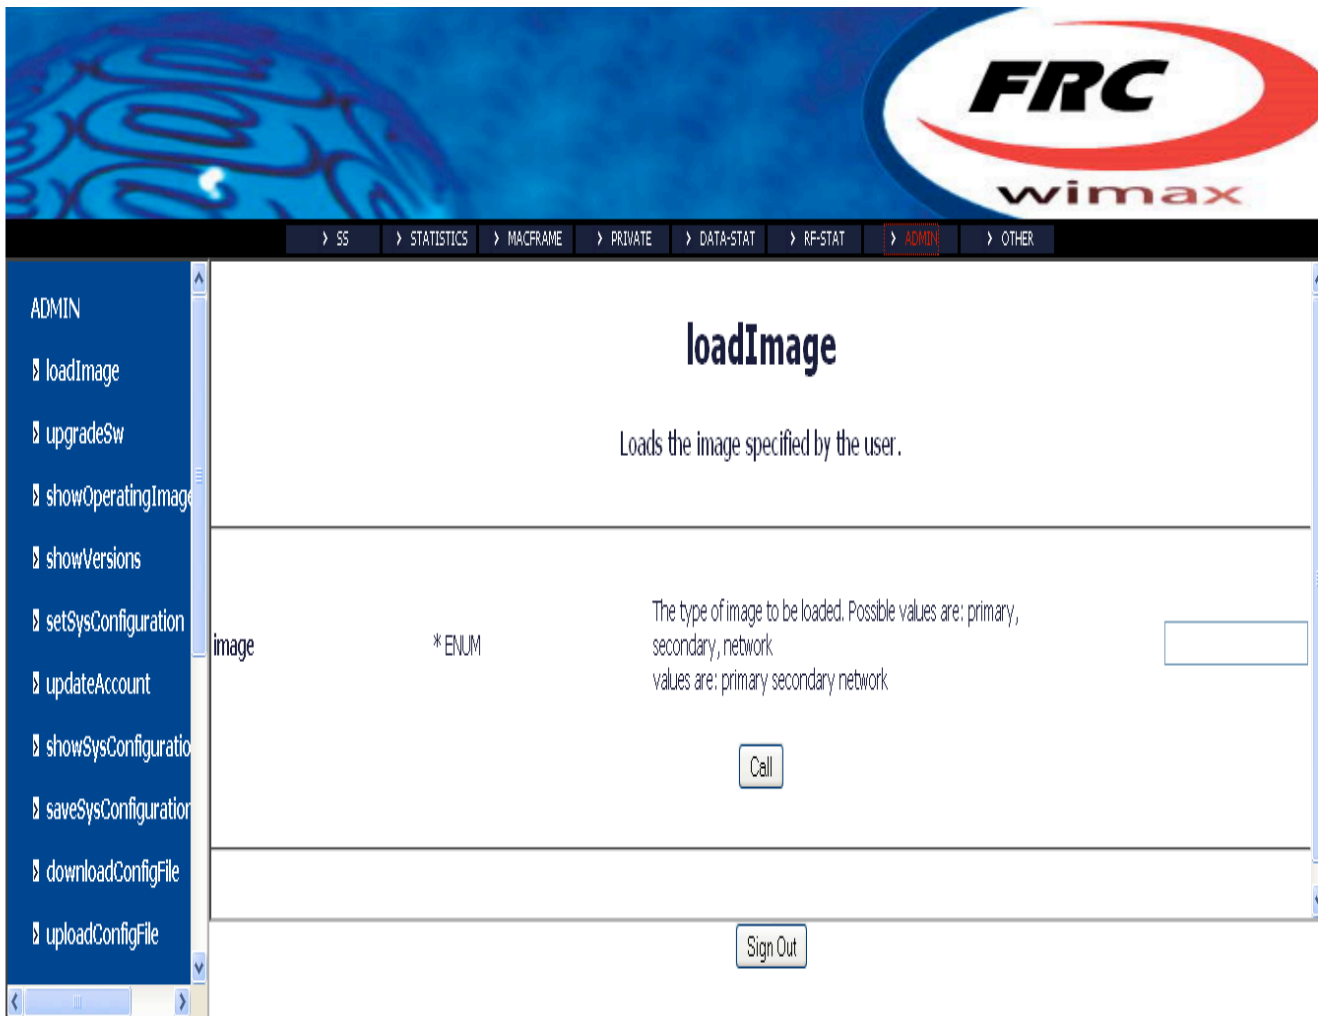 FRC
wimax
> SS > STATISTICS > MACFRAME > PRIVATE > DATA-STAT > RF-STAT > ADMIN > OTHER
ADMIN
loadImage
upgradeSw
showOperatingImage
showVersions
setSysConfiguration
updateAccount
showSysConfiguratio
saveSysConfiguration
downloadConfigFile
uploadConfigFile
loadImage
Loads the image specified by the user.
image * ENUM The type of image to be loaded. Possible values are: primary,
secondary, network
values are: primary secondary network
Call
Sign Out